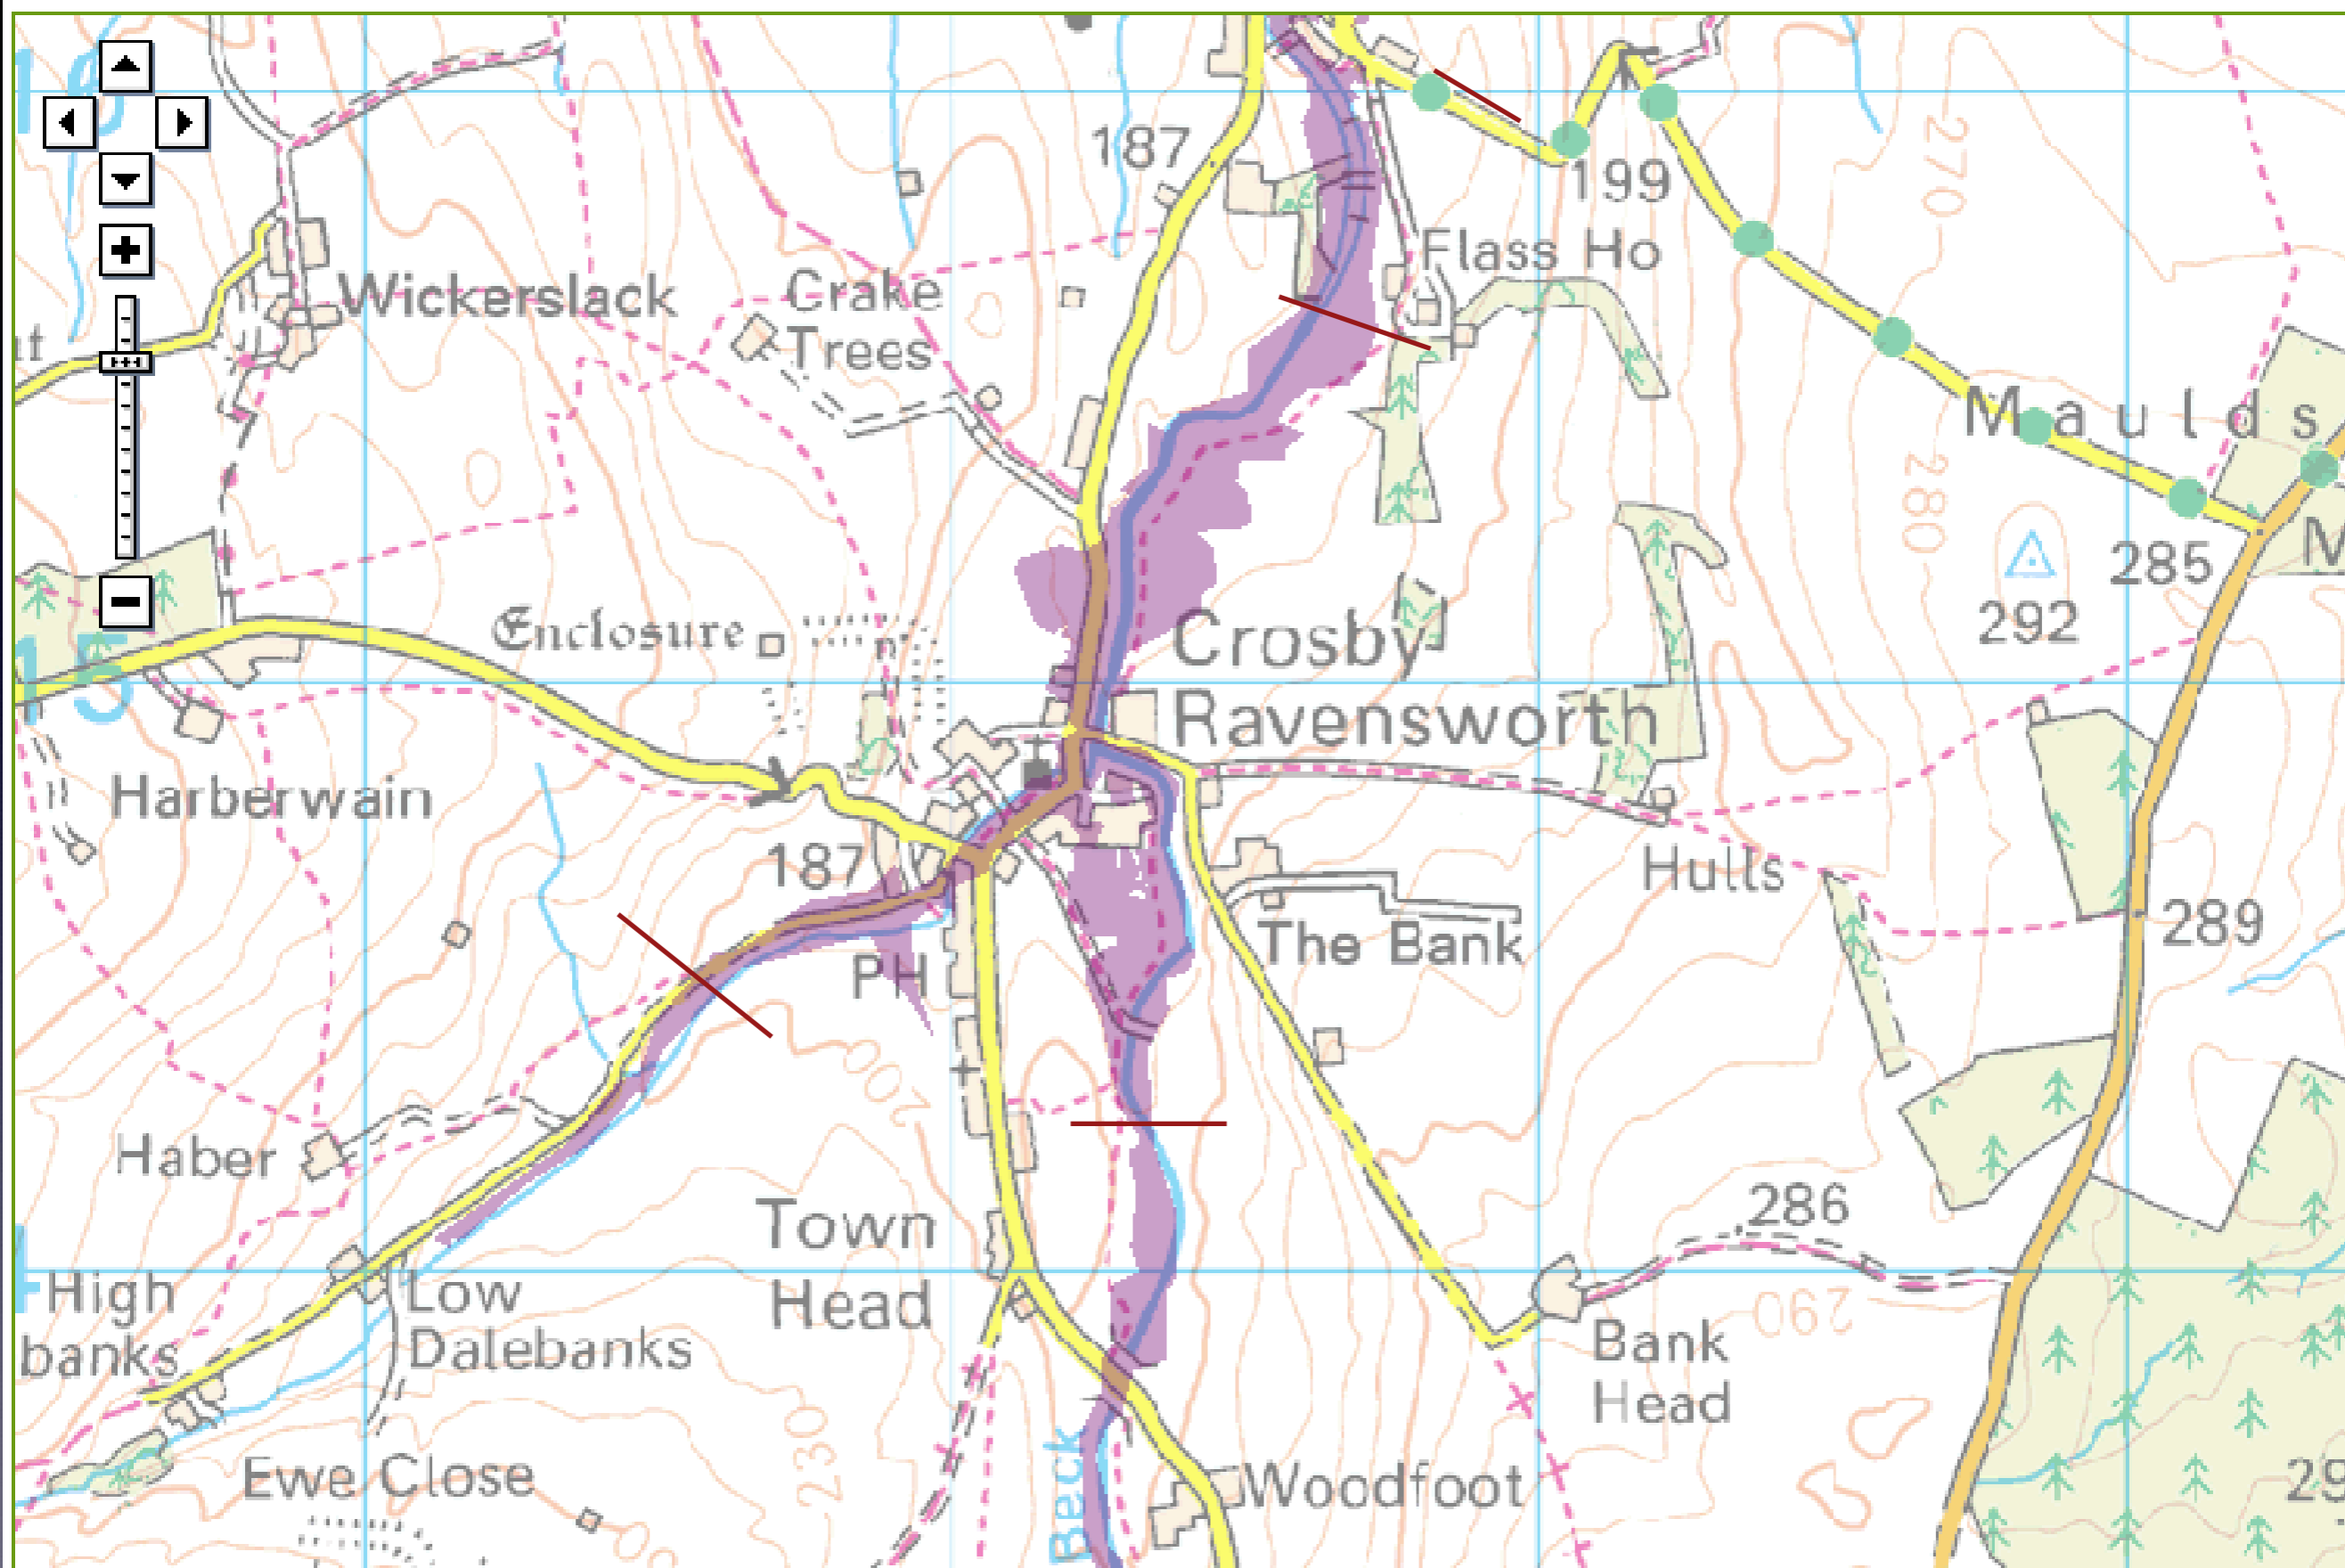 187
199
270
Flass Ho
Wickerslack
Crake
Trees
Maulds
280
285
292
Enclosure
Crosby
Ravensworth
15
Harberwain
187
Hulls
The Bank
289
PH
200
Haber
286
Town
Head
High
banks
Low
Dalebanks
290
Bank
Head
230
Ewe Close
Beck
Woodfoot